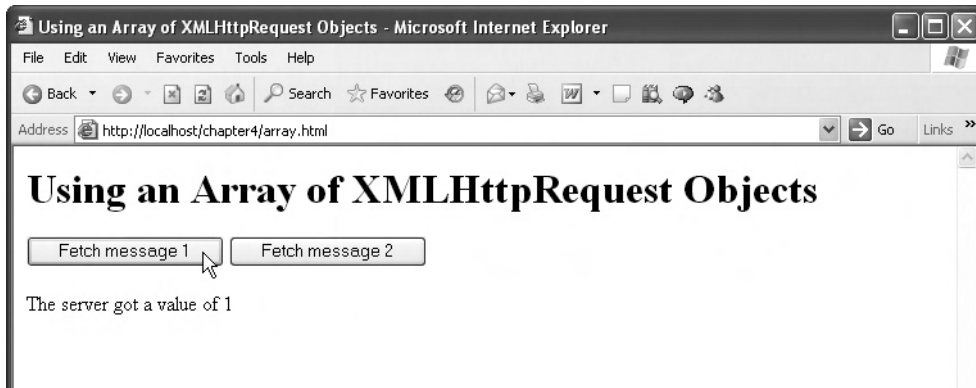 Using an Array of XMLHttpRequest Objects - Microsoft Internet Explorer
File Edit View Favorites Tools Help
Back Search Favorites
Address http://localhost/chapter4/array.html Go Links »
Using an Array of XMLHttpRequest Objects
Fetch message 1 Fetch message 2
The server got a value of 1